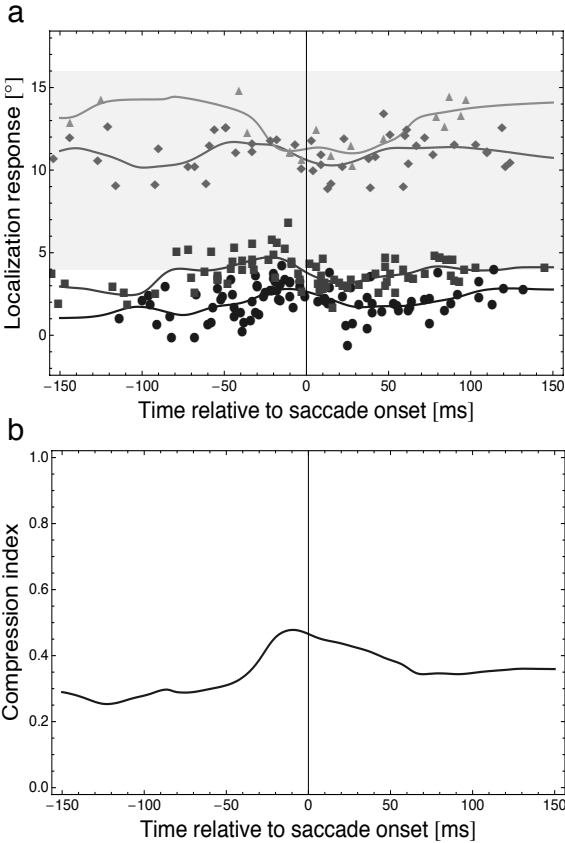 a
Localization response [°]
15
10
5
0
−150 −100 −50 0 50 100 150
Time relative to saccade onset [ms]
b
Compression index
1.0
0.8
0.6
0.4
0.2
0.0
−150 −100 −50 0 50 100 150
Time relative to saccade onset [ms]